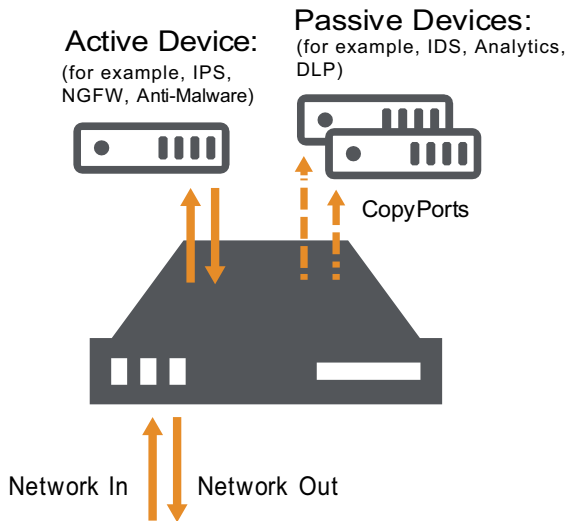 Active Device:
(for example, IPS,
NGFW, Anti-Malware)
Passive Devices:
(for example, IDS, Analytics,
DLP)
CopyPorts
Network In
Network Out